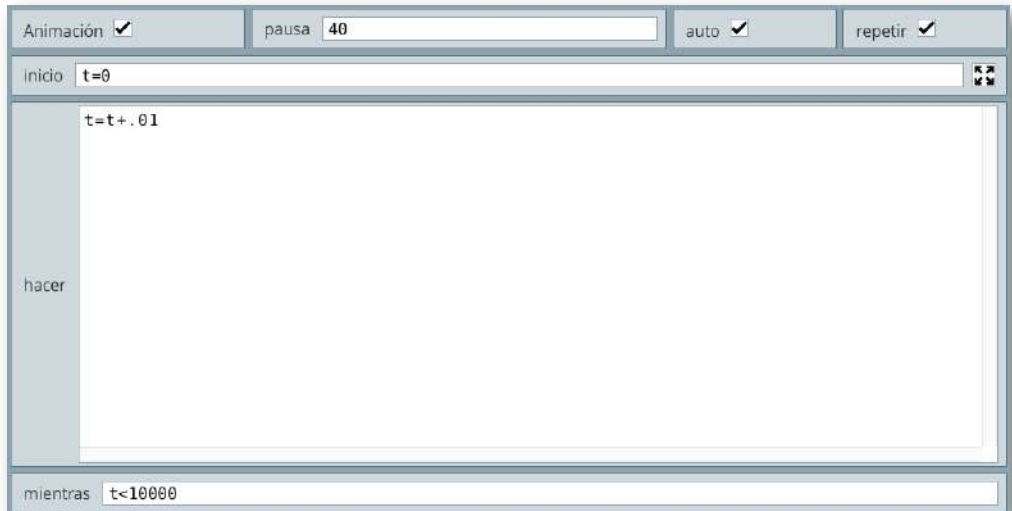 Animación pausa 40 auto repetir
inicio t=0
t=t+.01
hacer
mientras t<10000